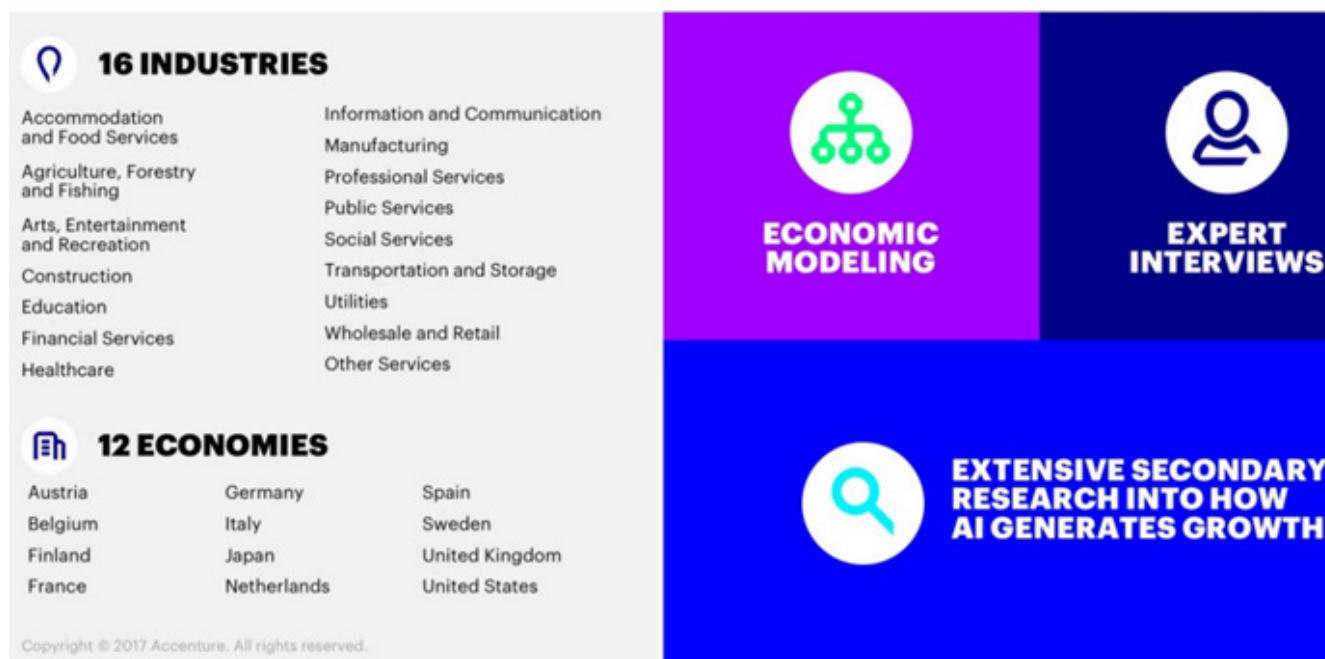 16 INDUSTRIES
Accommodation
and Food Services
Agriculture, Forestry
and Fishing
Arts, Entertainment
and Recreation
Construction
Education
Financial Services
Healthcare
Information and Communication
Manufacturing
Professional Services
Public Services
Social Services
Transportation and Storage
Utilities
Wholesale and Retail
Other Services
12 ECONOMIES
Austria
Belgium
Finland
France
Germany
Italy
Japan
Netherlands
Spain
Sweden
United Kingdom
United States
Copyright © 2017 Accenture. All rights reserved.
ECONOMIC
MODELING
EXPERT
INTERVIEWS
EXTENSIVE SECONDARY
RESEARCH INTO HOW
AI GENERATES GROWTH